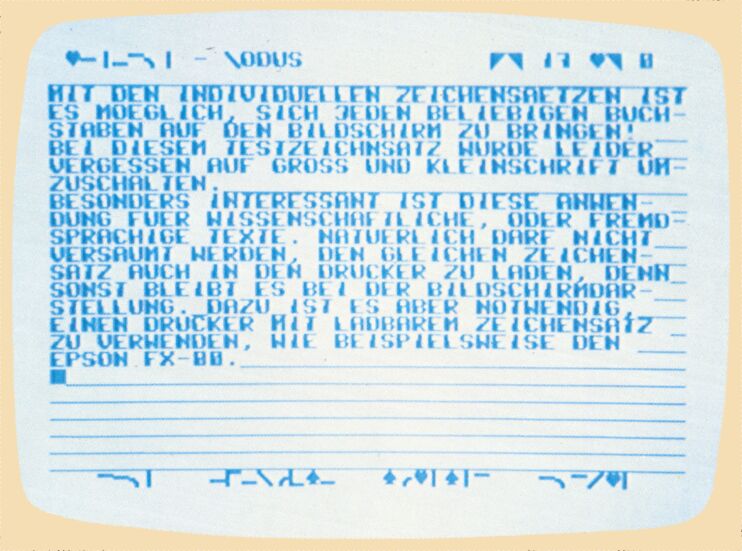 - \ODUS
MIT DEN INDIVIDUELLEN ZEICHENSAETZEN IST
ES MOEGLICH, SICH JEDEN BELIEBIGEN BUCH-
STABEN AUF DEN BILDSCHIRM ZU BRINGEN!
BEI DIESEM TESTZEICHNSATZ WURDE LEIDER
VERGESSEN AUF GROSS UND KLEINSCHRIFT UM-
ZUSCHALTEN.
BESONDERS INTERESSANT IST DIESE ANWEN-
DUNG FUER WISSENSCHAFTLICHE, ODER FREMD-
SPRACHIGE TEXTE. NATUERLICH DARF NICHT
VERSAUMT WERDEN, DEN GLEICHEN ZEICHEN-
SATZ AUCH IN DEN DRUCKER ZU LADEN, DENN
SONST BLEIBT ES BEI DER BILDSCHIRMDAR-
STELLUNG. DAZU IST ES ABER NOTWENDIG,
EINEN DRUCKER MIT LADBAREM ZEICHENSATZ
ZU VERWENDEN, WIE BEISPIELSWEISE DEN
EPSON FX-80.